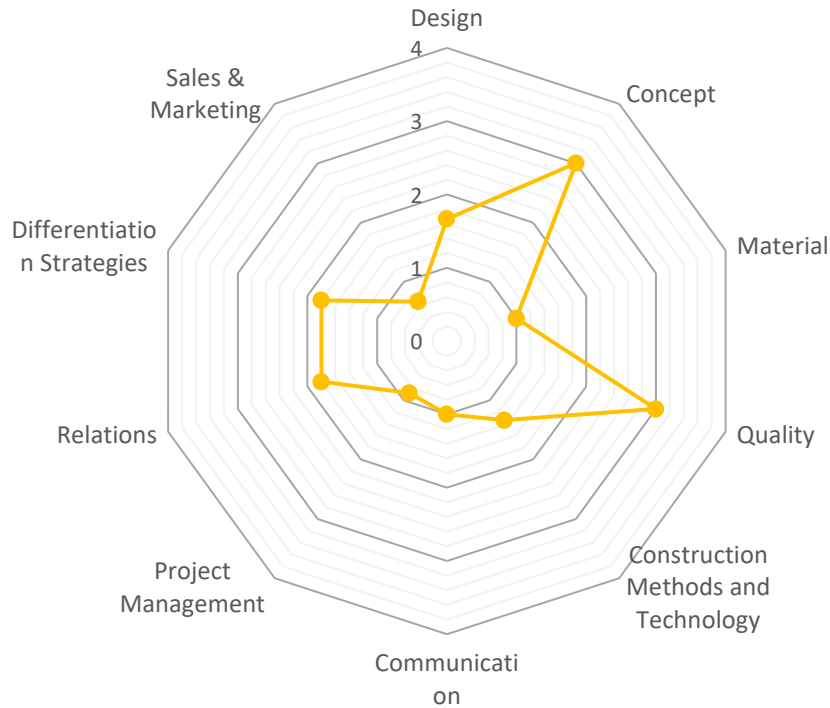 Design
4
Sales &
Marketing
Concept
3
2
Differentiatio
n Strategies
Material
1
0
Relations
Quality
Project
Management
Construction
Methods and
Technology
Communicati
on